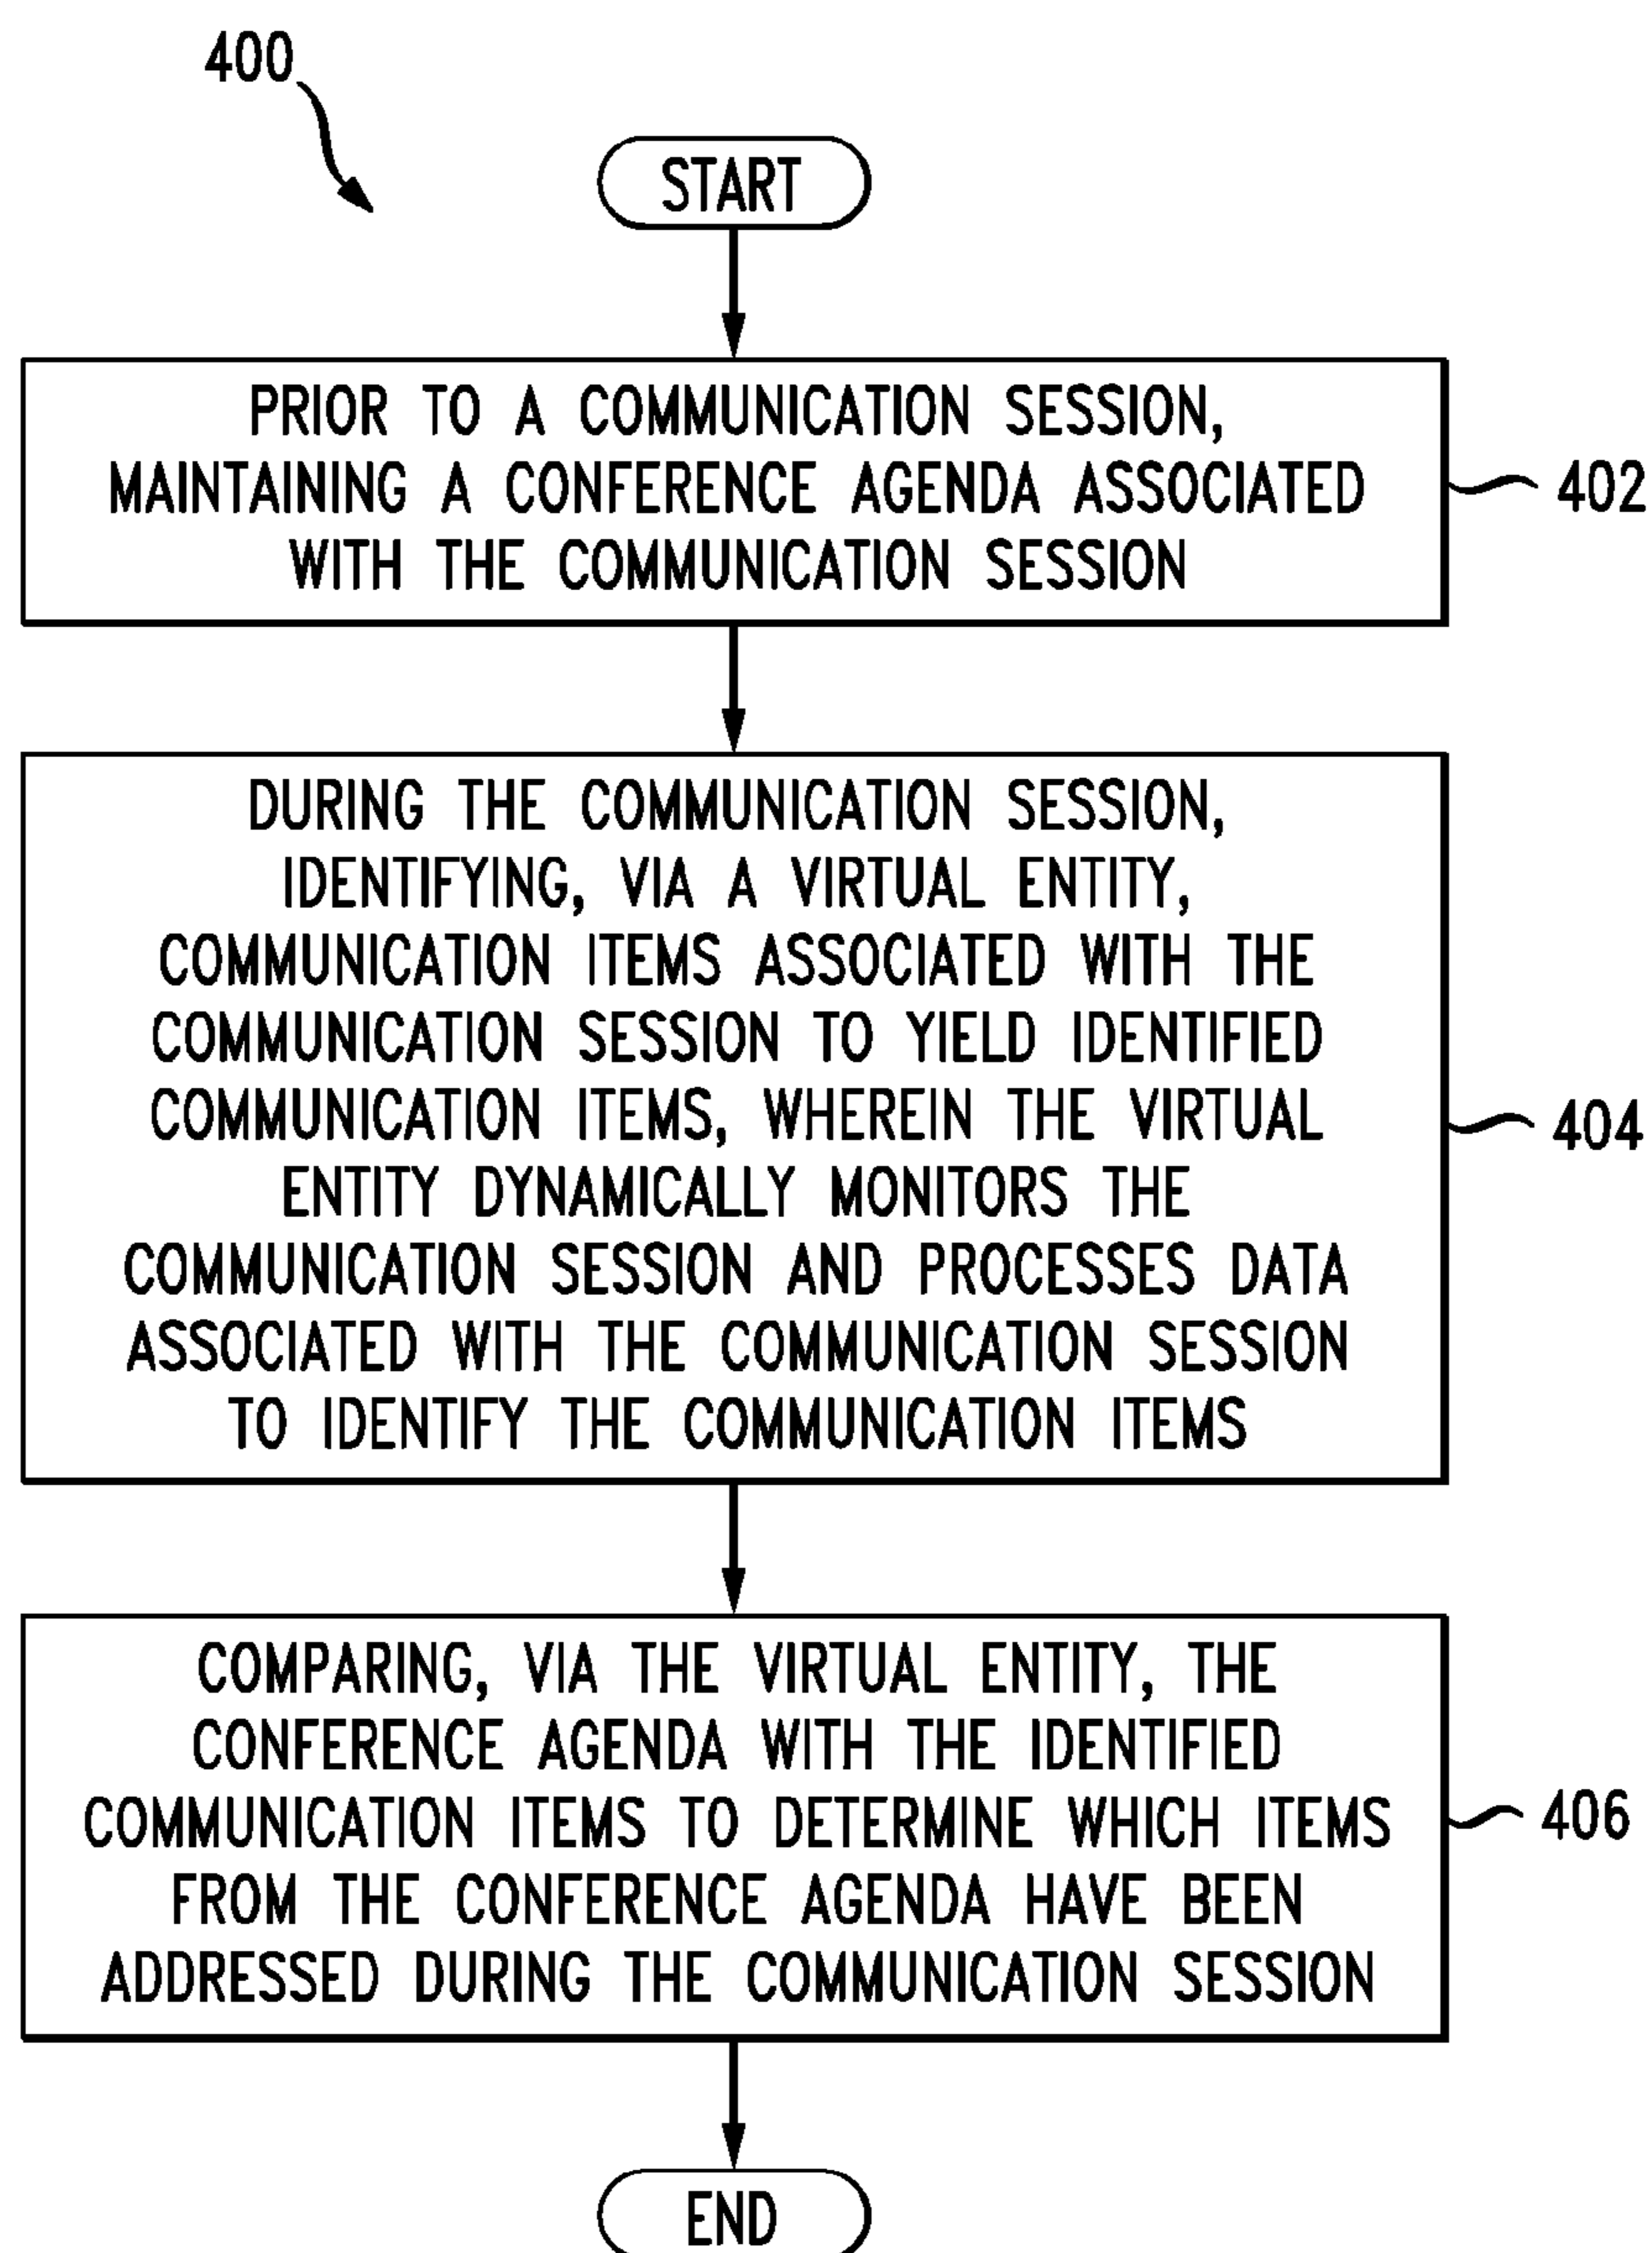 400
START
PRIOR TO A COMMUNICATION SESSION,
MAINTAINING A CONFERENCE AGENDA ASSOCIATED
WITH THE COMMUNICATION SESSION
402
DURING THE COMMUNICATION SESSION,
IDENTIFYING, VIA A VIRTUAL ENTITY,
COMMUNICATION ITEMS ASSOCIATED WITH THE
COMMUNICATION SESSION TO YIELD IDENTIFIED
COMMUNICATION ITEMS, WHEREIN THE VIRTUAL
ENTITY DYNAMICALLY MONITORS THE
COMMUNICATION SESSION AND PROCESSES DATA
ASSOCIATED WITH THE COMMUNICATION SESSION
TO IDENTIFY THE COMMUNICATION ITEMS
404
COMPARING, VIA THE VIRTUAL ENTITY, THE
CONFERENCE AGENDA WITH THE IDENTIFIED
COMMUNICATION ITEMS TO DETERMINE WHICH ITEMS
FROM THE CONFERENCE AGENDA HAVE BEEN
ADDRESSED DURING THE COMMUNICATION SESSION
406
END